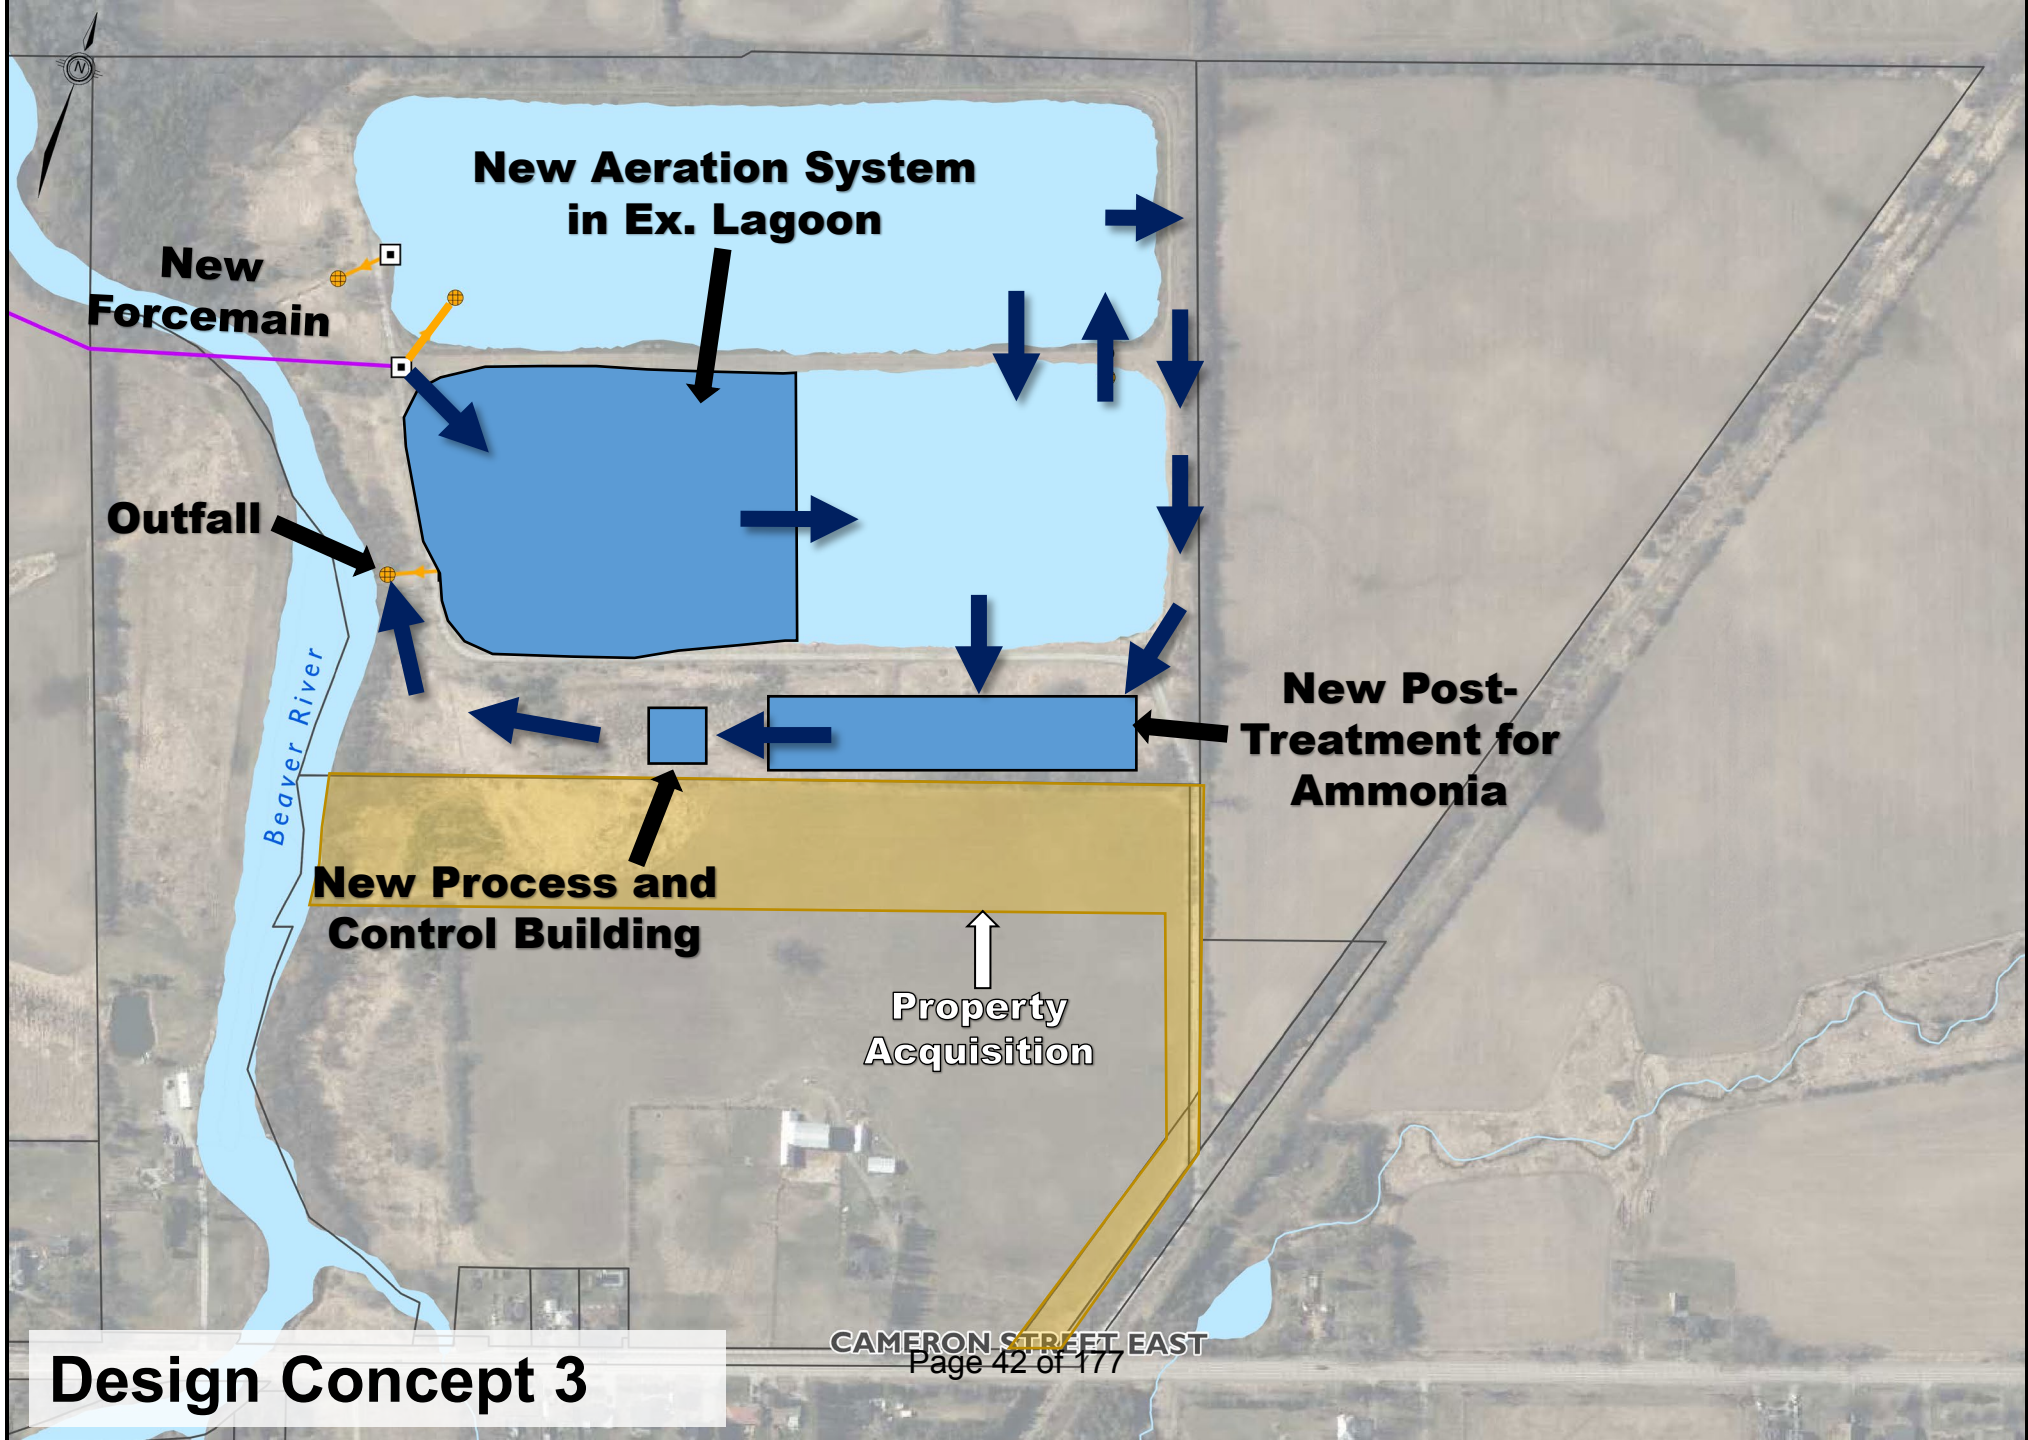 N
New Aeration System
in Ex. Lagoon
New
Forcemain
Outfall
Beaver River
New Post-
Treatment for
Ammonia
New Process and
Control Building
Property
Acquisition
CAMERON STREET EAST
Page 42 of 177
Design Concept 3